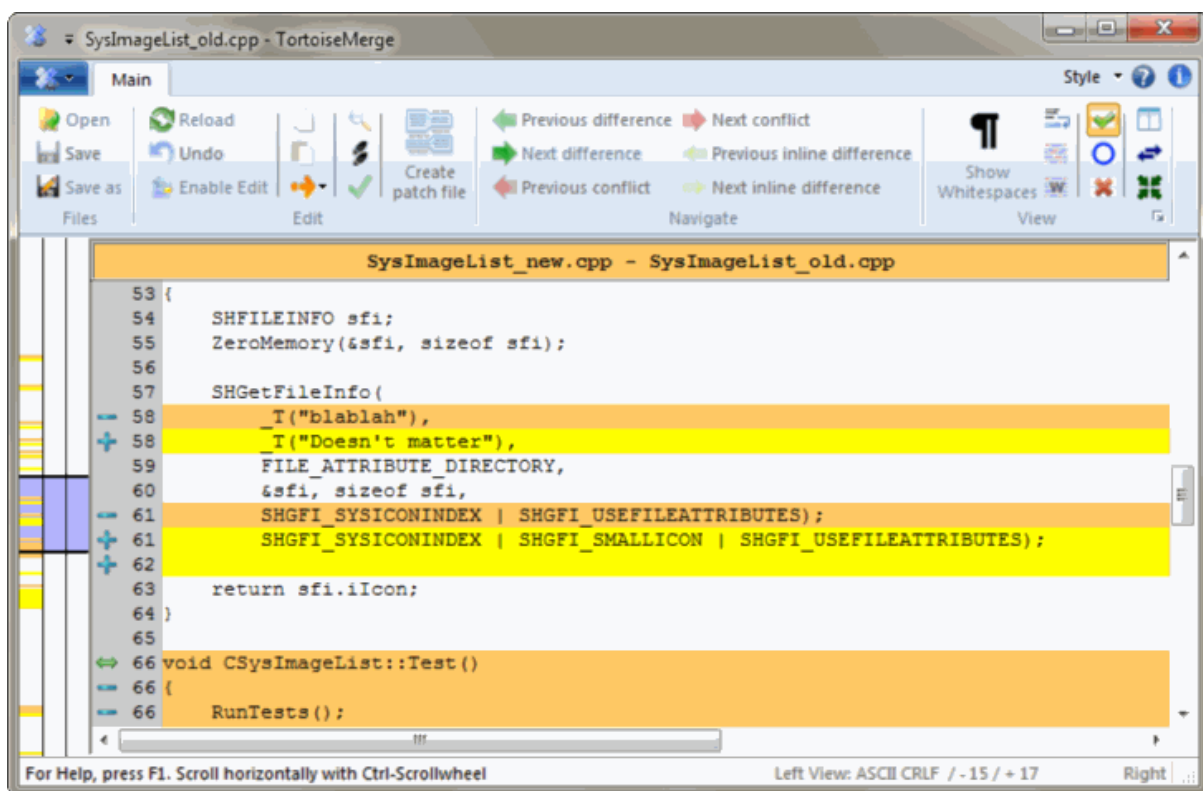 SysImageList_old.cpp - TortoiseMerge
Main
Style
Open
Reload
Previous difference
Next conflict
Save
Undo
Next difference
Previous inline difference
Save as
Enable Edit
Create
patch file
Previous conflict
Next inline difference
Show
Whitespaces
Files
Edit
Navigate
View
SysImageList_new.cpp - SysImageList_old.cpp
53 {
54 SHFILEINFO sfi;
55 ZeroMemory(&sfi, sizeof sfi);
56
57 SHGetFileInfo(
58 _T("blablah"),
58 _T("Doesn't matter"),
59 FILE_ATTRIBUTE_DIRECTORY,
60 &sfi, sizeof sfi,
61 SHGFI_SYSICONINDEX | SHGFI_USEFILEATTRIBUTES);
61 SHGFI_SYSICONINDEX | SHGFI_SMALLICON | SHGFI_USEFILEATTRIBUTES);
62
63 return sfi.iIcon;
64 }
65
66 void CSysImageList::Test()
66 {
66 RunTests();
For Help, press F1. Scroll horizontally with Ctrl-Scrollwheel
Left View: ASCII CRLF / - 15 / + 17
Right